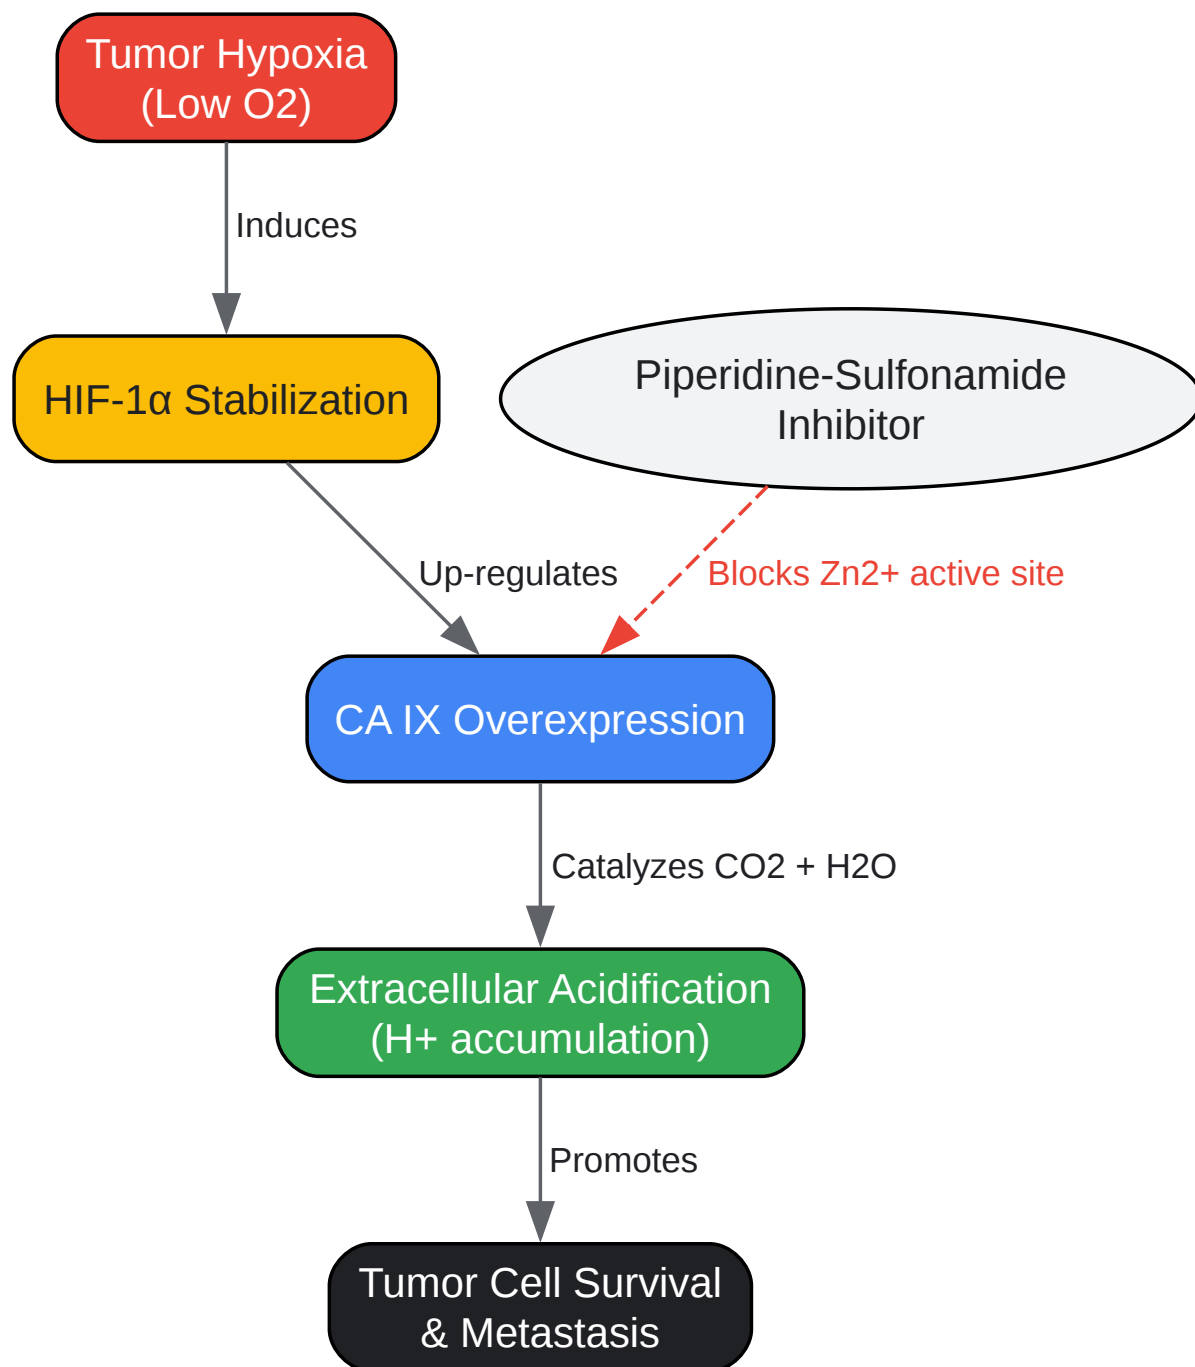 Tumor Hypoxia
(Low O2)
Induces
HIF-1α Stabilization
Piperidine-Sulfonamide
Inhibitor
Up-regulates
Blocks Zn2+ active site
CA IX Overexpression
Catalyzes CO2 + H2O
Extracellular Acidification
(H+ accumulation)
Promotes
Tumor Cell Survival
& Metastasis